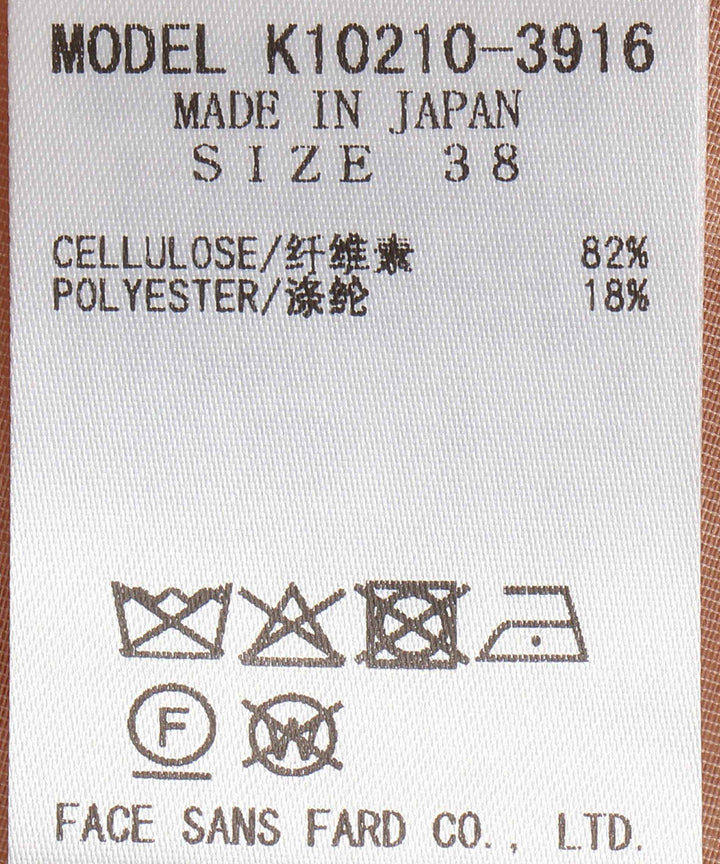 MODEL K10210-3916
MADE IN JAPAN
SIZE 38
CELLULOSE/纤维素 82%
POLYESTER/涤纶 18%
F
W
FACE SANS FARD CO., LTD.